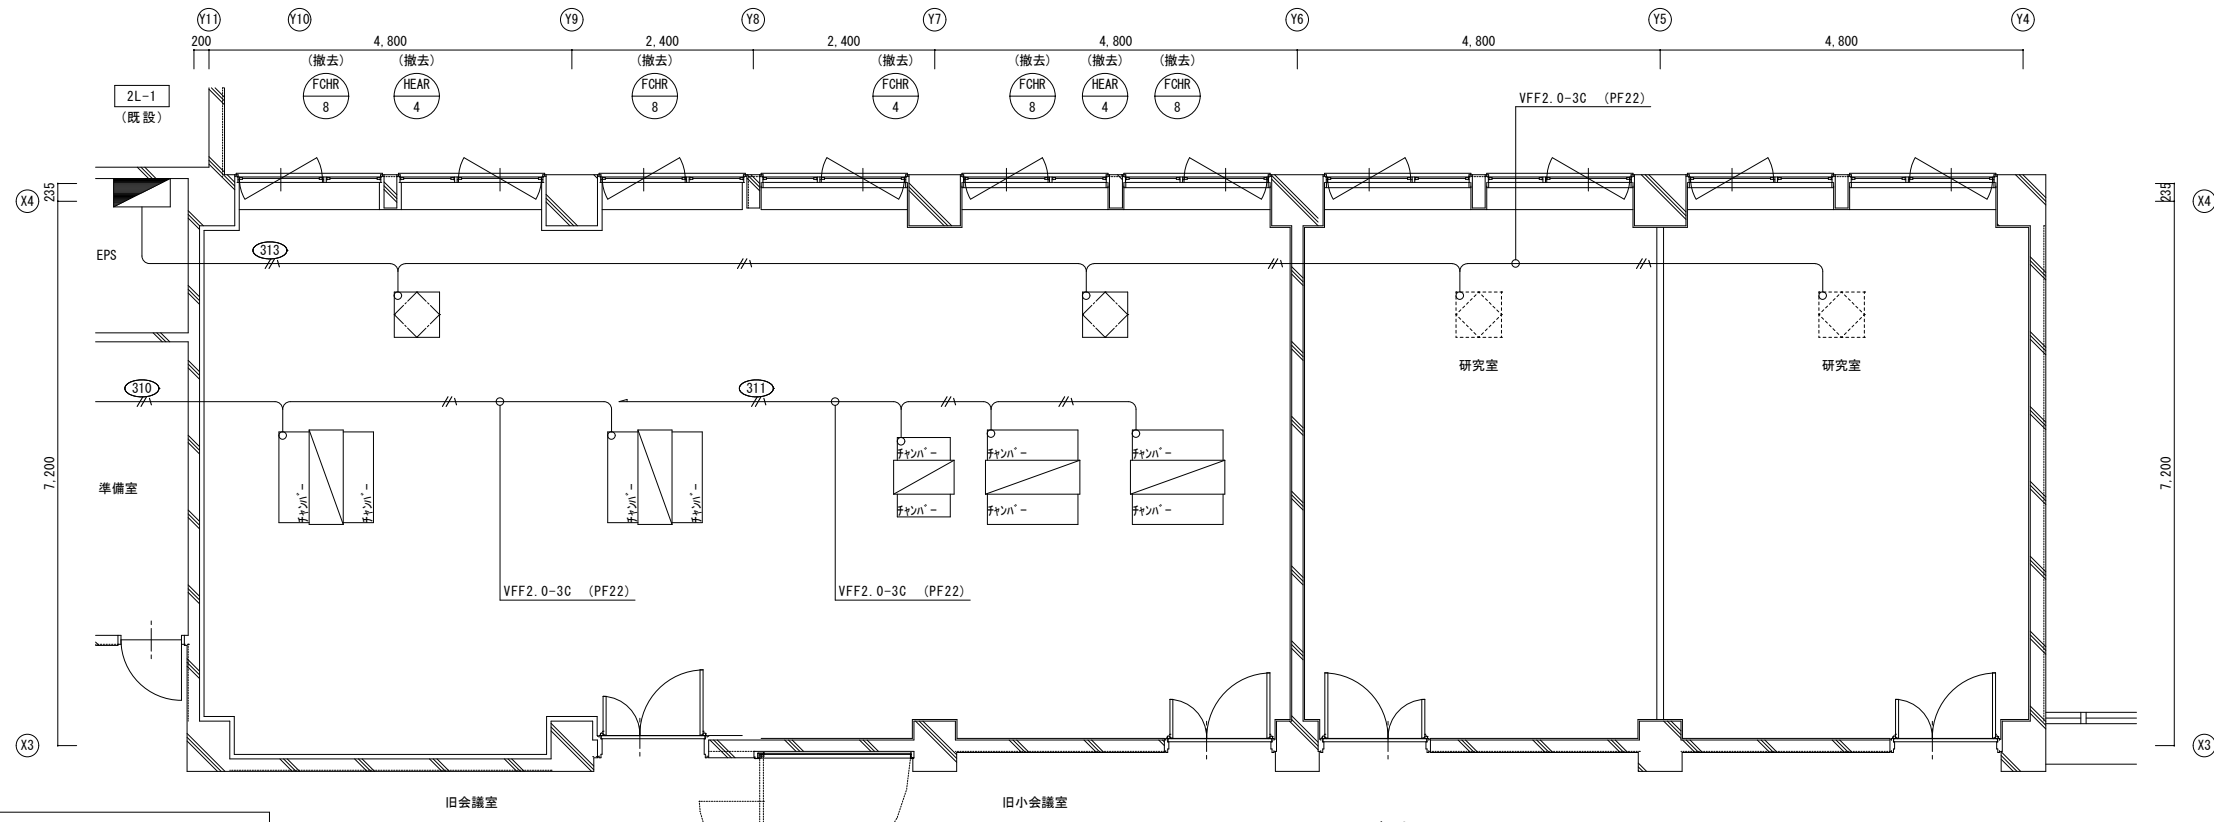 Y11 Y10 Y9 Y8 Y7 Y6 Y5 Y4
200 4,800 2,400 2,400 4,800 4,800 4,800
(撤去) (撤去) (撤去) (撤去) (撤去) (撤去) (撤去)
FCHR HEAR FCHR FCHR FCHR HEAR FCHR
8 4 8 4 8 4 8
2L-1
(既設)
VFF2.0-3C (PF22)
X4 235 235 X4
313
EPS
研究室 研究室
310 311
7,200 7,200
準備室
チャンバー チャンバー チャンバー チャンバー
チャンバー チャンバー チャンバー
チャンバー チャンバー チャンバー
VFF2.0-3C (PF22) VFF2.0-3C (PF22)
X3 X3
旧会議室 旧小会議室